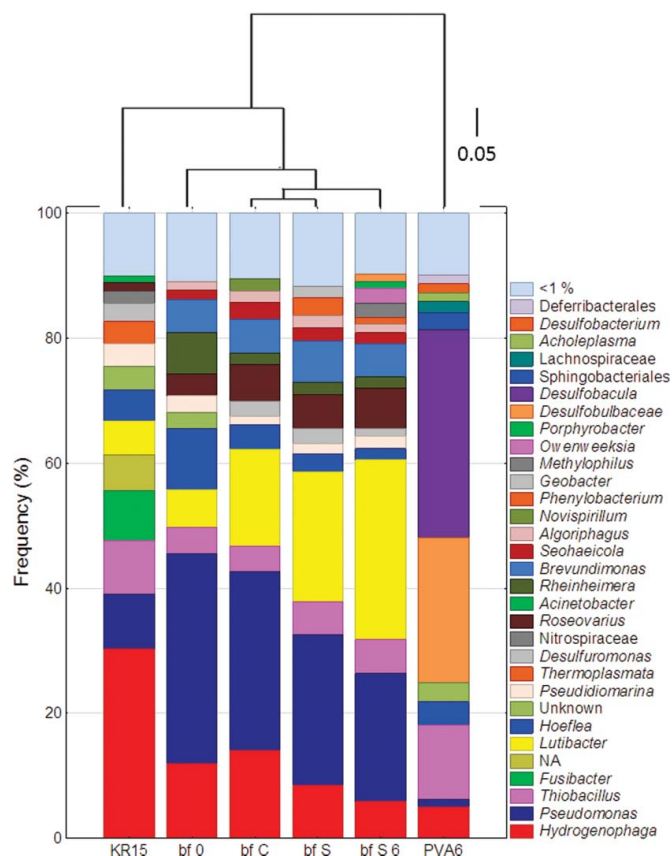 0.05
Frequency (%)
100
80
60
40
20
0
KR15 bf 0 bf C bf S bf S 6 PVA6
<1 %
Deferribacterales
Desulfobacterium
Acholeplasma
Lachnospiraceae
Sphingobacteriales
Desulfobacula
Desulfobulbaceae
Porphyrobacter
Owenweeksia
Methylophilus
Geobacter
Phenylobacterium
Novispirillum
Algoriphagus
Seohaeicola
Brevundimonas
Rheinheimera
Acinetobacter
Roseovarius
Nitrospiraceae
Desulfuromonas
Thermoplasmata
Pseudidiomarina
Unknown
Hoeflea
Lutibacter
NA
Fusibacter
Thiobacillus
Pseudomonas
Hydrogenophaga